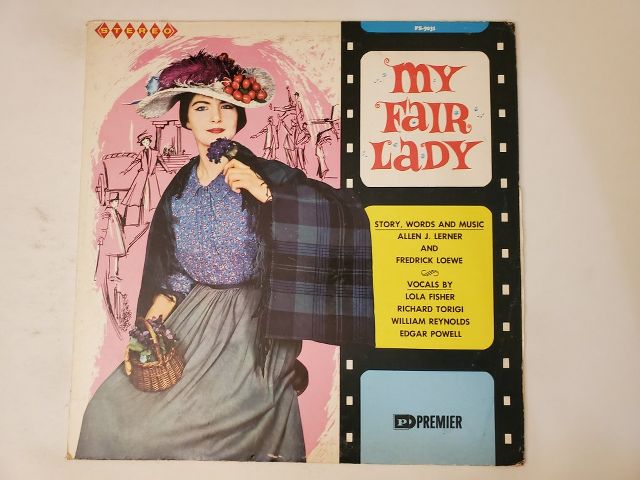 STEREO
PS-9031
MY
FAIR
LADY
STORY, WORDS AND MUSIC
ALLEN J. LERNER
AND
FREDRICK LOEWE
VOCALS BY
LOLA FISHER
RICHARD TORIGI
WILLIAM REYNOLDS
EDGAR POWELL
PREMIER